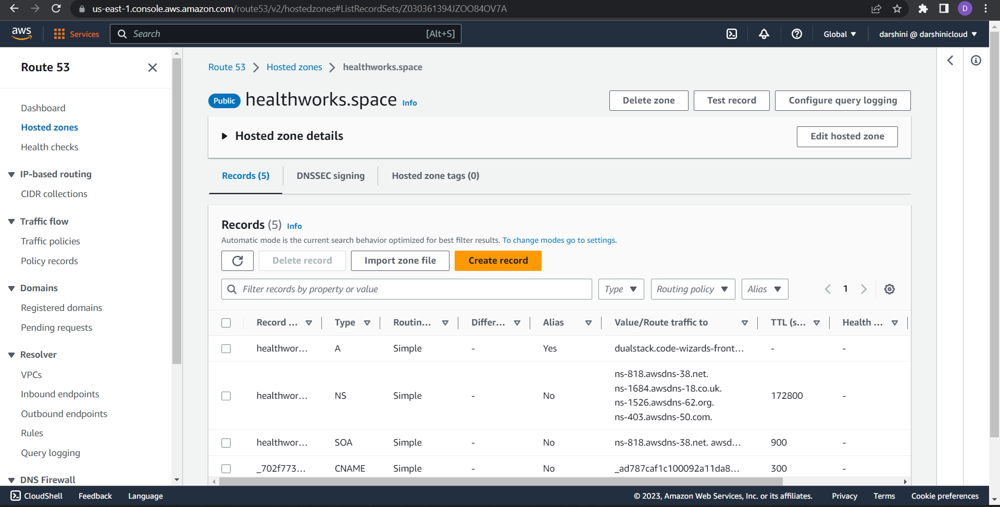 us-east-1.console.aws.amazon.com/route53/v2/hostedzones#ListRecordSets/Z030361394JZOO84OV7A
D
aws
Services
Search
[Alt+S]
Global
darshini @ darshinicloud
Route 53
Dashboard
Hosted zones
Health checks
IP-based routing
CIDR collections
Traffic flow
Traffic policies
Policy records
Domains
Registered domains
Pending requests
Resolver
VPCs
Inbound endpoints
Outbound endpoints
Rules
Query logging
DNS Firewall
Route 53 > Hosted zones > healthworks.space
Public healthworks.space Info
Delete zone
Test record
Configure query logging
Hosted zone details
Edit hosted zone
Records (5)
DNSSEC signing
Hosted zone tags (0)
Records (5) Info
Automatic mode is the current search behavior optimized for best filter results. To change modes go to settings.
Delete record
Import zone file
Create record
Filter records by property or value
Type
Routing policy
Alias
1
Record ... Type Routin... Differ... Alias Value/Route traffic to TTL (s... Health ...
healthwor... A Simple - Yes dualstack.code-wizards-front... - -
healthwor... NS Simple - No ns-818.awsdns-38.net.
ns-1684.awsdns-18.co.uk.
ns-1526.awsdns-62.org.
ns-403.awsdns-50.com.
172800 -
healthwor... SOA Simple - No ns-818.awsdns-38.net. awsd... 900 -
_702f773... CNAME Simple - No _ad787caf1c100092a11da8... 300 -
CloudShell
Feedback
Language
© 2023, Amazon Web Services, Inc. or its affiliates.
Privacy
Terms
Cookie preferences